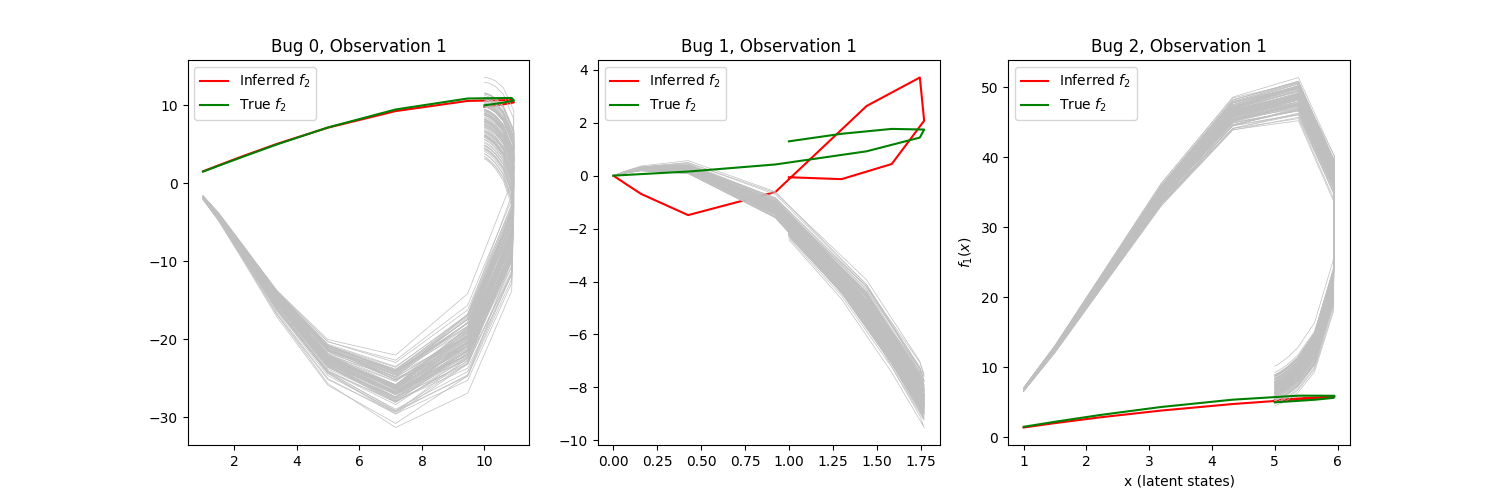 Bug 0, Observation 1
Inferred f₂
True f₂
10
0
−10
−20
−30
2 4 6 8 10
Bug 1, Observation 1
Inferred f₂
True f₂
4
2
0
−2
−4
−6
−8
−10
0.00 0.25 0.50 0.75 1.00 1.25 1.50 1.75
Bug 2, Observation 1
Inferred f₂
True f₂
f₁(x)
50
40
30
20
10
0
1 2 3 4 5 6
x (latent states)